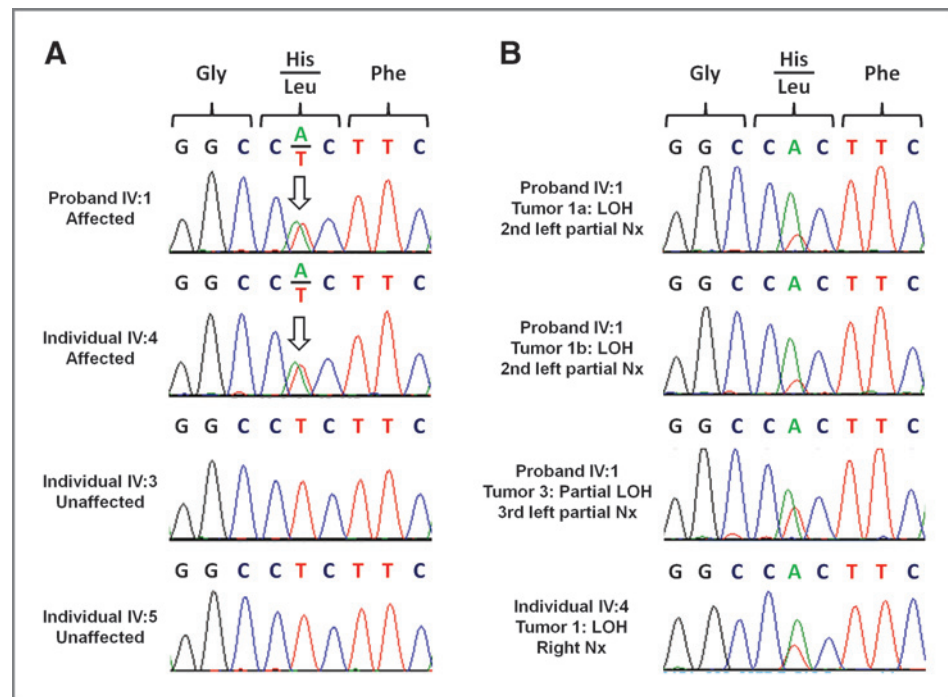 A
Gly His Phe
Leu
G G C C A C T T C
T
Proband IV:1
Affected
G G C C A C T T C
T
Individual IV:4
Affected
G G C C T C T T C
Individual IV:3
Unaffected
G G C C T C T T C
Individual IV:5
Unaffected
B
Gly His Phe
Leu
G G C C A C T T C
Proband IV:1
Tumor 1a: LOH
2nd left partial Nx
G G C C A C T T C
Proband IV:1
Tumor 1b: LOH
2nd left partial Nx
G G C C A C T T C
Proband IV:1
Tumor 3: Partial LOH
3rd left partial Nx
G G C C A C T T C
Individual IV:4
Tumor 1: LOH
Right Nx